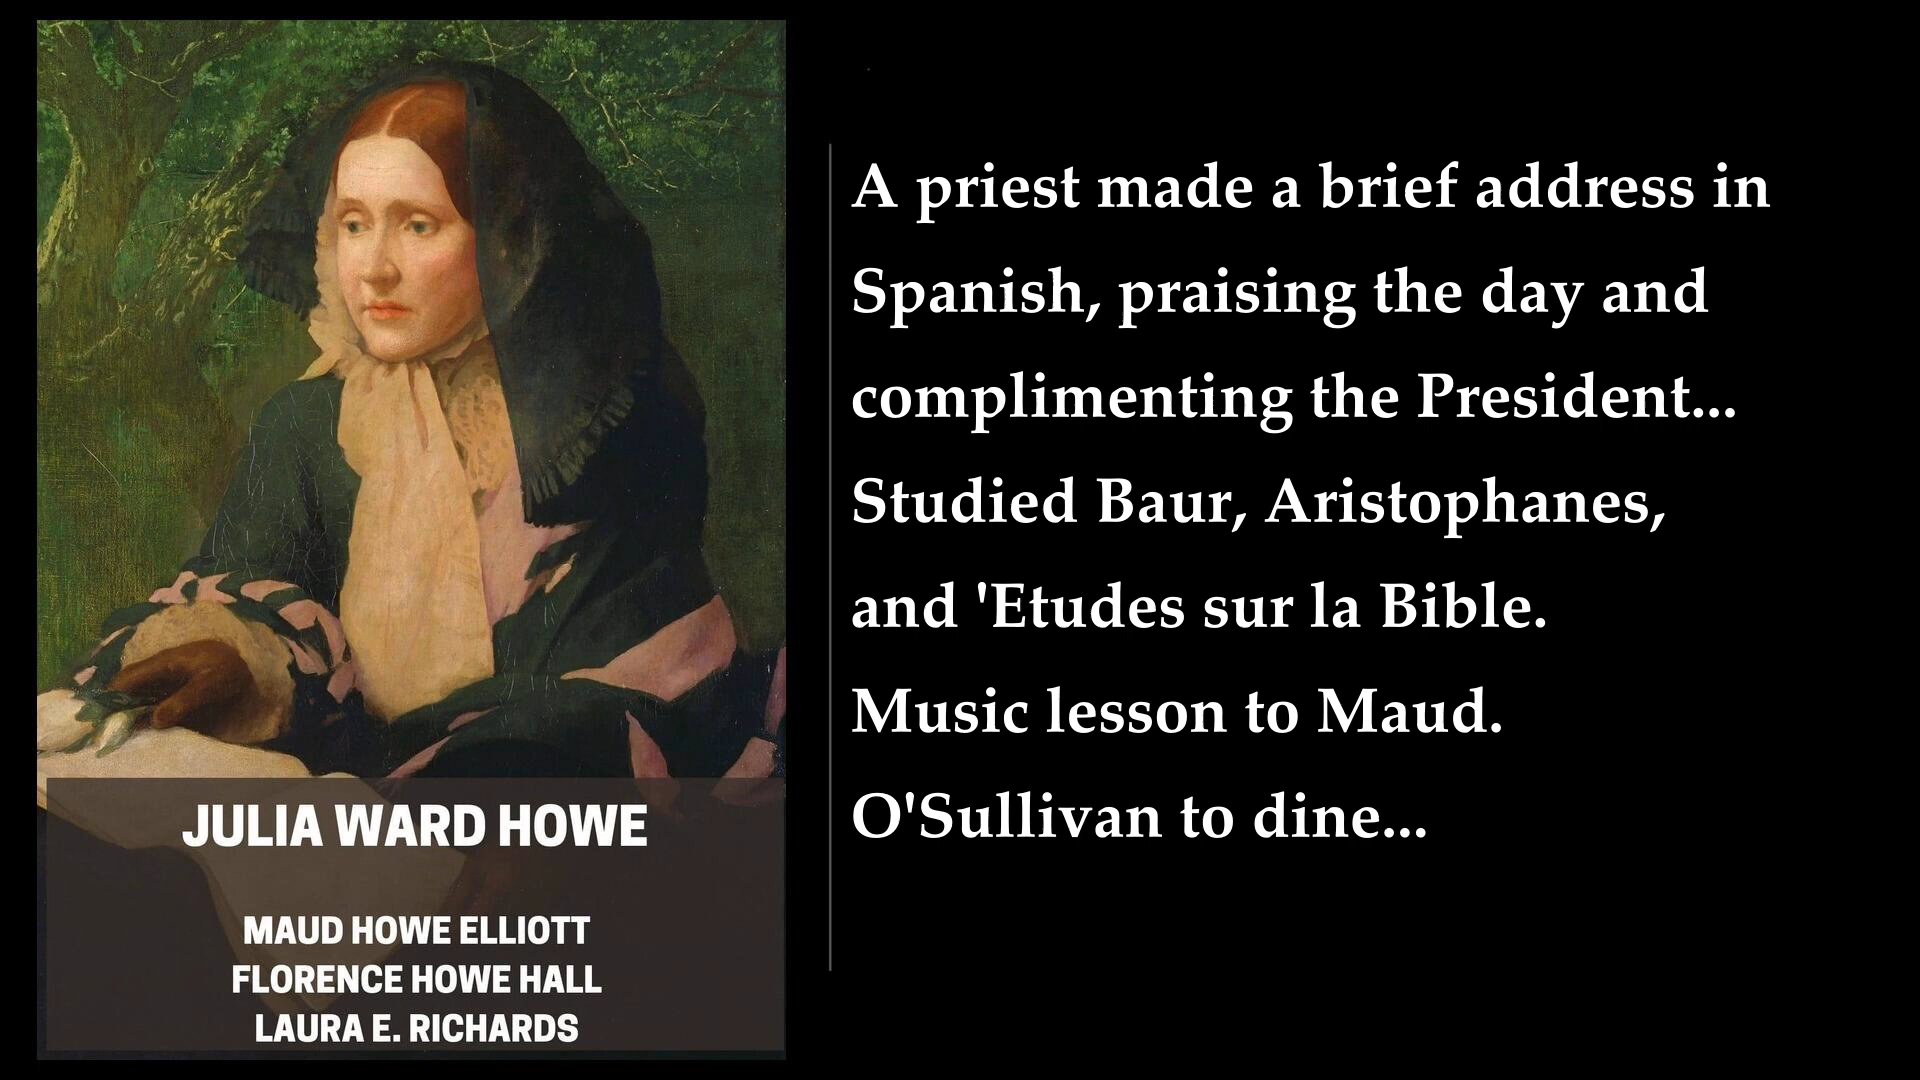 JULIA WARD HOWE
MAUD HOWE ELLIOTT
FLORENCE HOWE HALL
LAURA E. RICHARDS
A priest made a brief address in
Spanish, praising the day and
complimenting the President...
Studied Baur, Aristophanes,
and 'Etudes sur la Bible.
Music lesson to Maud.
O'Sullivan to dine...